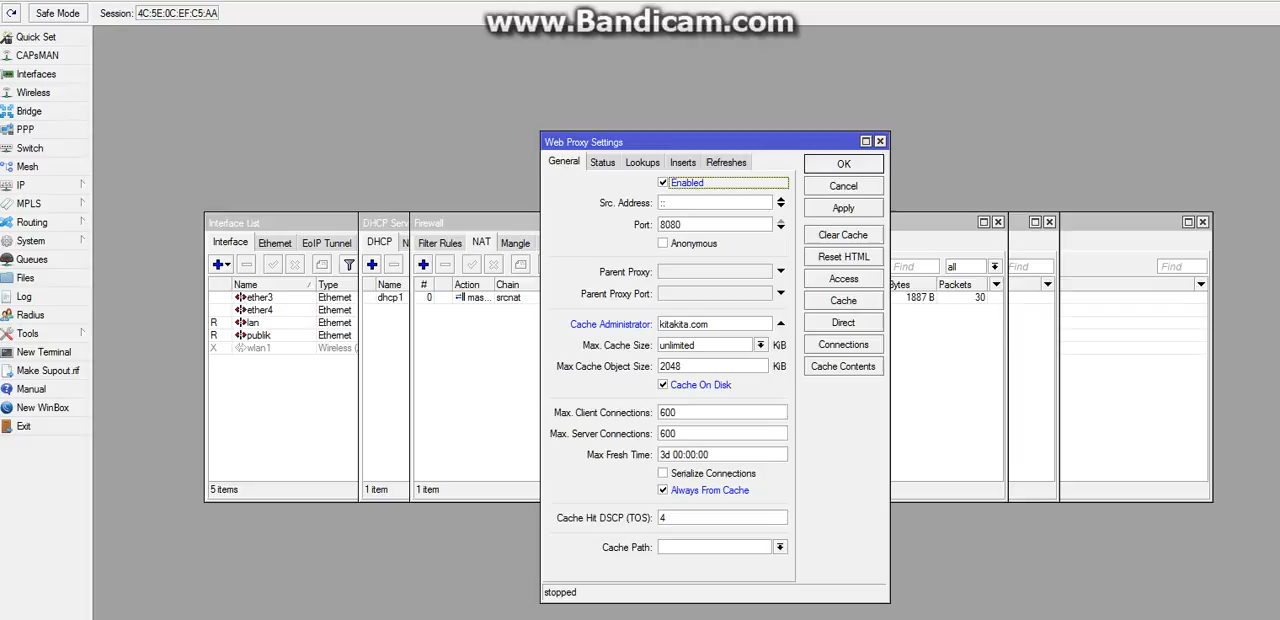 www.Bandicam.com
Safe Mode
Session: 4C:5E:0C:EF:C5:AA
Quick Set
CAPsMAN
Interfaces
Wireless
Bridge
PPP
Switch
Mesh
IP
MPLS
Routing
System
Queues
Files
Log
Radius
Tools
New Terminal
Make Supout.rif
Manual
New WinBox
Exit
Interface List
Interface Ethernet EoIP Tunnel
Name / Type
ether3 Ethernet
ether4 Ethernet
R lan Ethernet
R publik Ethernet
X wlan1 Wireless (
5 items
DHCP Serv
DHCP N
Name
dhcp1
1 item
Firewall
Filter Rules NAT Mangle
# Action Chain
0 mas... srcnat
1 item
Web Proxy Settings
General Status Lookups Inserts Refreshes
Enabled
Src. Address: ::
Port: 8080
Anonymous
Parent Proxy:
Parent Proxy Port:
Cache Administrator: kitakita.com
Max. Cache Size: unlimited KiB
Max Cache Object Size: 2048 KiB
Cache On Disk
Max. Client Connections: 600
Max. Server Connections: 600
Max Fresh Time: 3d 00:00:00
Serialize Connections
Always From Cache
Cache Hit DSCP (TOS): 4
Cache Path:
stopped
OK
Cancel
Apply
Clear Cache
Reset HTML
Access
Cache
Direct
Connections
Cache Contents
Find all
Bytes Packets
1887 B 30
Find
Find